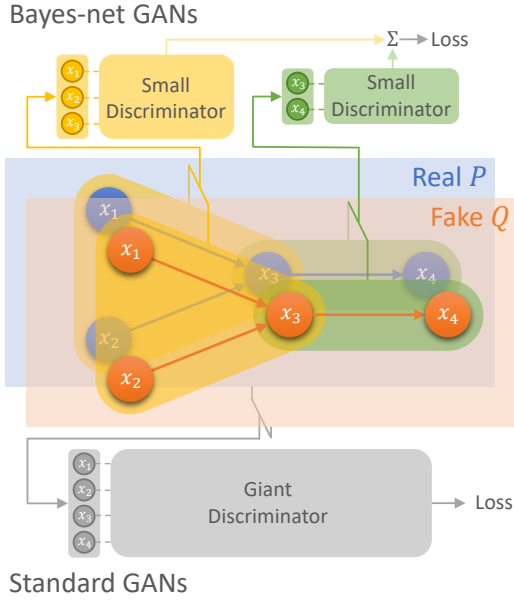 Bayes-net GANs
x₁
x₂
x₃
Small
Discriminator
x₃
x₄
Small
Discriminator
Σ
Loss
Real P
Fake Q
x₁
x₁
x₃
x₄
x₃
x₄
x₂
x₂
x₁
x₂
x₃
x₄
Giant
Discriminator
Loss
Standard GANs